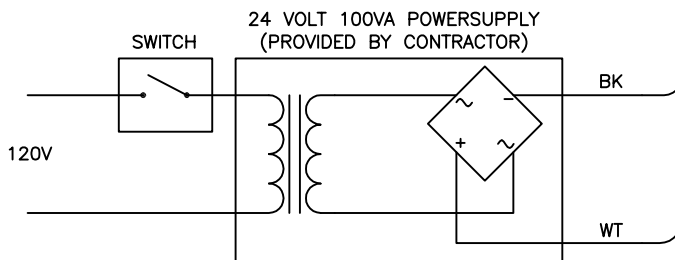 24 VOLT 100VA POWERSUPPLY
(PROVIDED BY CONTRACTOR)
SWITCH
BK
120V
WT